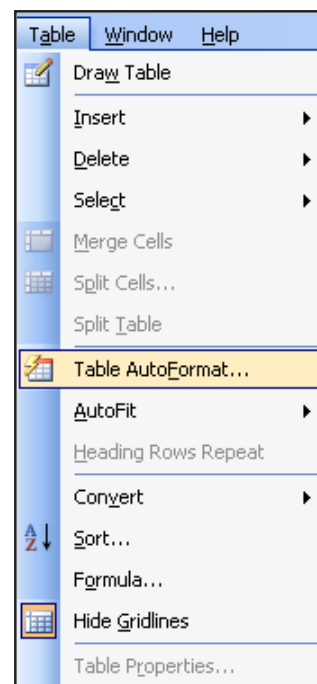 Table Window Help
Draw Table
Insert
Delete
Select
Merge Cells
Split Cells...
Split Table
Table AutoFormat...
AutoFit
Heading Rows Repeat
Convert
A
Z Sort...
Formula...
Hide Gridlines
Table Properties...